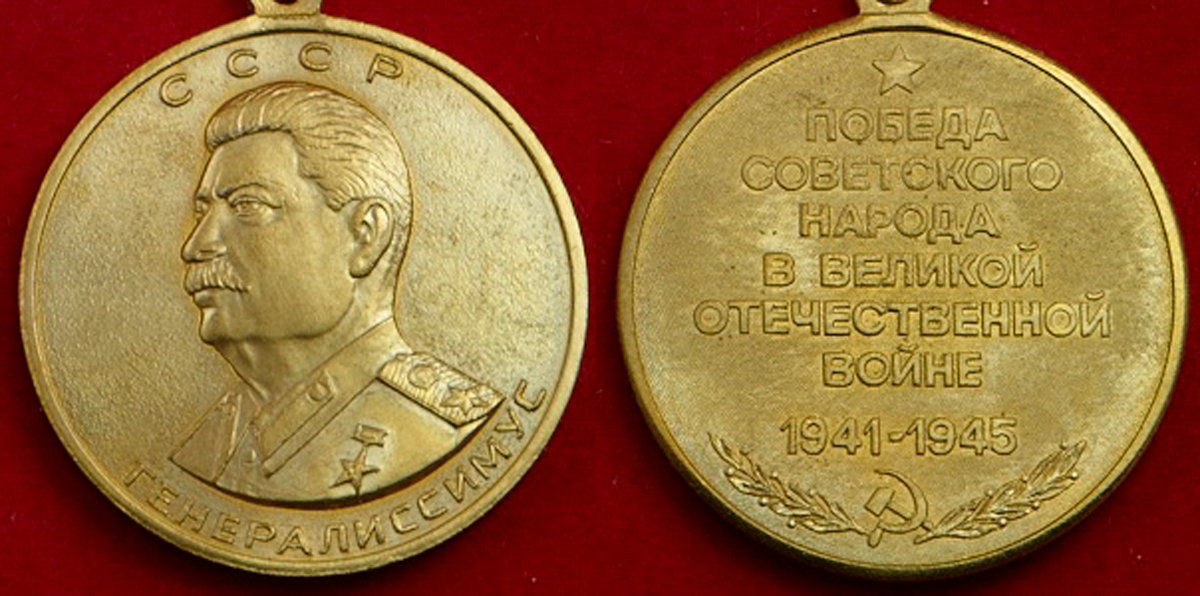 СССР
ГЕНЕРАЛИССИМУС
ПОБЕДА
СОВЕТСКОГО
НАРОДА
В ВЕЛИКОЙ
ОТЕЧЕСТВЕННОЙ
ВОЙНЕ
1941-1945